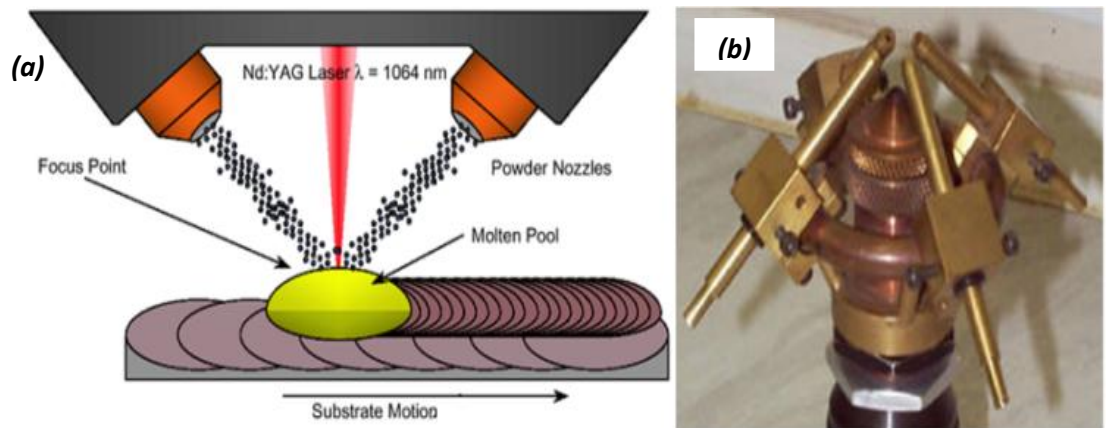 (a)
Nd:YAG Laser λ = 1064 nm
Focus Point
Powder Nozzles
Molten Pool
Substrate Motion
(b)